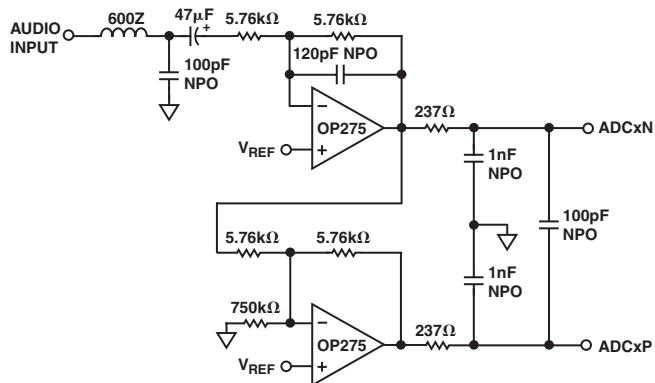 AUDIO
INPUT
600Z
47μF
+
5.76kΩ
5.76kΩ
100pF
NPO
120pF NPO
−
OP275
+
VREF
237Ω
ADCxN
1nF
NPO
100pF
NPO
1nF
NPO
5.76kΩ
5.76kΩ
750kΩ
−
OP275
+
VREF
237Ω
ADCxP